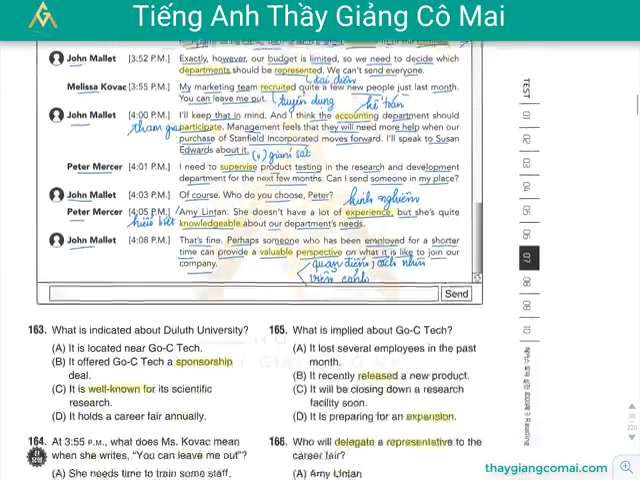 Tiếng Anh Thầy Giảng Cô Mai
John Mallet [3:52 P.M.] Exactly, however, our budget is limited, so we need to decide which
departments should be represented. We can't send everyone.
đại diện
Melissa Kovac [3:55 P.M.] My marketing team recruited quite a few new people just last month.
You can leave me out.
tuyển dụng
kế toán
John Mallet [4:00 P.M.] I'll keep that in mind. And I think the accounting department should
tham gia
participate. Management feels that they will need more help when our
purchase of Stanfield Incorporated moves forward. I'll speak to Susan
Edwards about it.
(v) giám sát
Peter Mercer [4:01 P.M.] I need to supervise product testing in the research and development
department for the next few months. Can I send someone in my place?
John Mallet [4:03 P.M.] Of course. Who do you choose, Peter?
kinh nghiệm
Peter Mercer [4:05 P.M.] Amy Lintan. She doesn't have a lot of experience, but she's quite
hiểu biết
knowledgeable about our department's needs.
John Mallet [4:08 P.M.] That's fine. Perhaps someone who has been employed for a shorter
time can provide a valuable perspective on what it is like to join our
company.
quan điểm, cách nhìn
viễn cảnh
Send
TEST
01
02
03
04
05
06
07
08
09
10
163. What is indicated about Duluth University?
(A) It is located near Go-C Tech.
(B) It offered Go-C Tech a sponsorship
deal.
(C) It is well-known for its scientific
research.
(D) It holds a career fair annually.
164. At 3:55 P.M., what does Ms. Kovac mean
when she writes, "You can leave me out"?
(A) She needs time to train some staff.
165. What is implied about Go-C Tech?
(A) It lost several employees in the past
month.
(B) It recently released a new product.
(C) It will be closing down a research
facility soon.
(D) It is preparing for an expansion.
166. Who will delegate a representative to the
career fair?
(A) Amy Lintan
30
220
thaygiangcomai.com